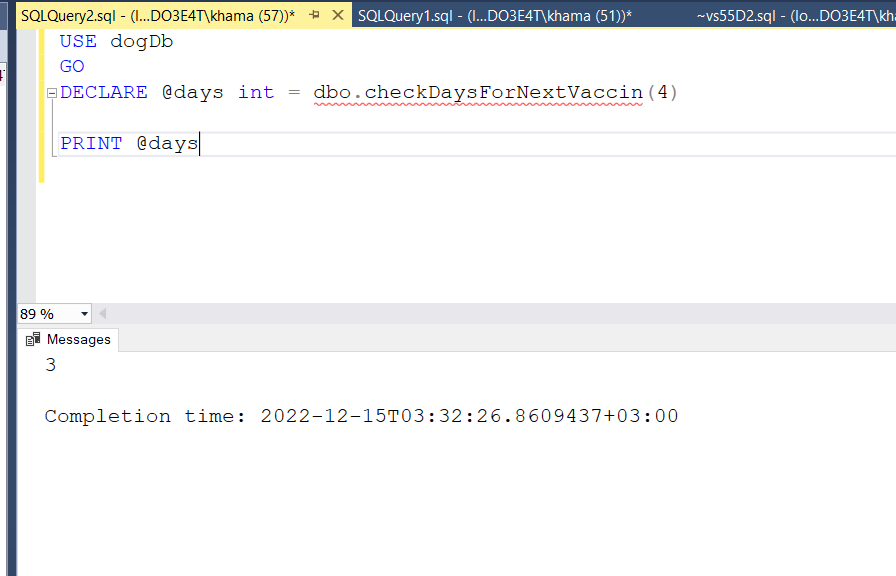 SQLQuery2.sql - (l...DO3E4T\khama (57))* SQLQuery1.sql - (l...DO3E4T\khama (51))* ~vs55D2.sql - (lo...DO3E4T\kha
USE dogDb
GO
DECLARE @days int = dbo.checkDaysForNextVaccin(4)
PRINT @days
89 %
Messages
3
Completion time: 2022-12-15T03:32:26.8609437+03:00